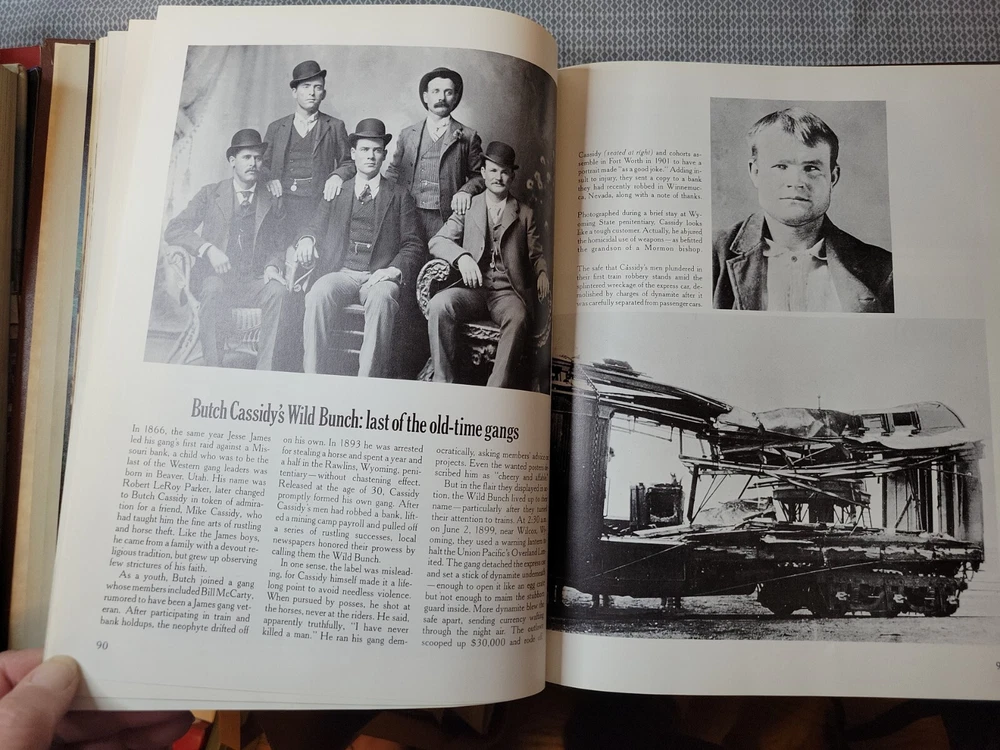 Butch Cassidy's Wild Bunch: last of the old-time gangs
In 1866, the same year Jesse James
led his gang's first raid against a Mis-
souri bank, a child who was to be the
last of the Western gang leaders was
born in Beaver, Utah. His name was
Robert LeRoy Parker, later changed
to Butch Cassidy in token of admira-
tion for a friend, Mike Cassidy, who
had taught him the fine arts of rustling
and horse theft. Like the James boys,
he came from a family with a devout re-
ligious tradition, but grew up observing
few strictures of his faith.
As a youth, Butch joined a gang
whose members included Bill McCarty,
rumored to have been a James gang vet-
eran. After participating in train and
bank holdups, the neophyte drifted off
on his own. In 1893 he was arrested
for stealing a horse and spent a year and
a half in the Rawlins, Wyoming, peni-
tentiary—without chastening effect.
Released at the age of 30, Cassidy
promptly formed his own gang. After
Cassidy's men had robbed a bank, lift-
ed a mining camp payroll and pulled off
a series of rustling successes, local
newspapers honored their prowess by
calling them the Wild Bunch.
In one sense, the label was mislead-
ing, for Cassidy himself made it a life-
long point to avoid needless violence.
When pursued by posses, he shot at
the horses, never at the riders. He said,
apparently truthfully, "I have never
killed a man." He ran his gang dem-
ocratically, asking members' advice on
projects. Even the wanted posters
scribed him as "cheery and affable."
But in the flair they displayed in
tion, the Wild Bunch lived up to
name—particularly after they turned
their attention to trains. At 2:30 a.m.
on June 2, 1899, near Wilcox, Wy-
oming, they used a warning lantern to
halt the Union Pacific's Overland Lim-
ited. The gang detached the express car
and set a stick of dynamite underneath
enough to open it like an egg
but not enough to maim the stubborn
guard inside. More dynamite blew the
safe apart, sending currency wafting
through the night air. The outlaws
scooped up $30,000 and rode off
90
Cassidy (seated at right) and cohorts as-
semble in Fort Worth in 1901 to have a
portrait made "as a good joke." Adding in-
sult to injury, they sent a copy to a bank
they had recently robbed in Winnemuc-
ca, Nevada, along with a note of thanks.
Photographed during a brief stay at Wy-
oming State penitentiary, Cassidy looks
like a tough customer. Actually, he abjured
the homicidal use of weapons—as befitted
the grandson of a Mormon bishop.
The safe that Cassidy's men plundered in
their first train robbery stands amid the
splintered wreckage of the express car, de-
molished by charges of dynamite after it
was carefully separated from passenger cars.